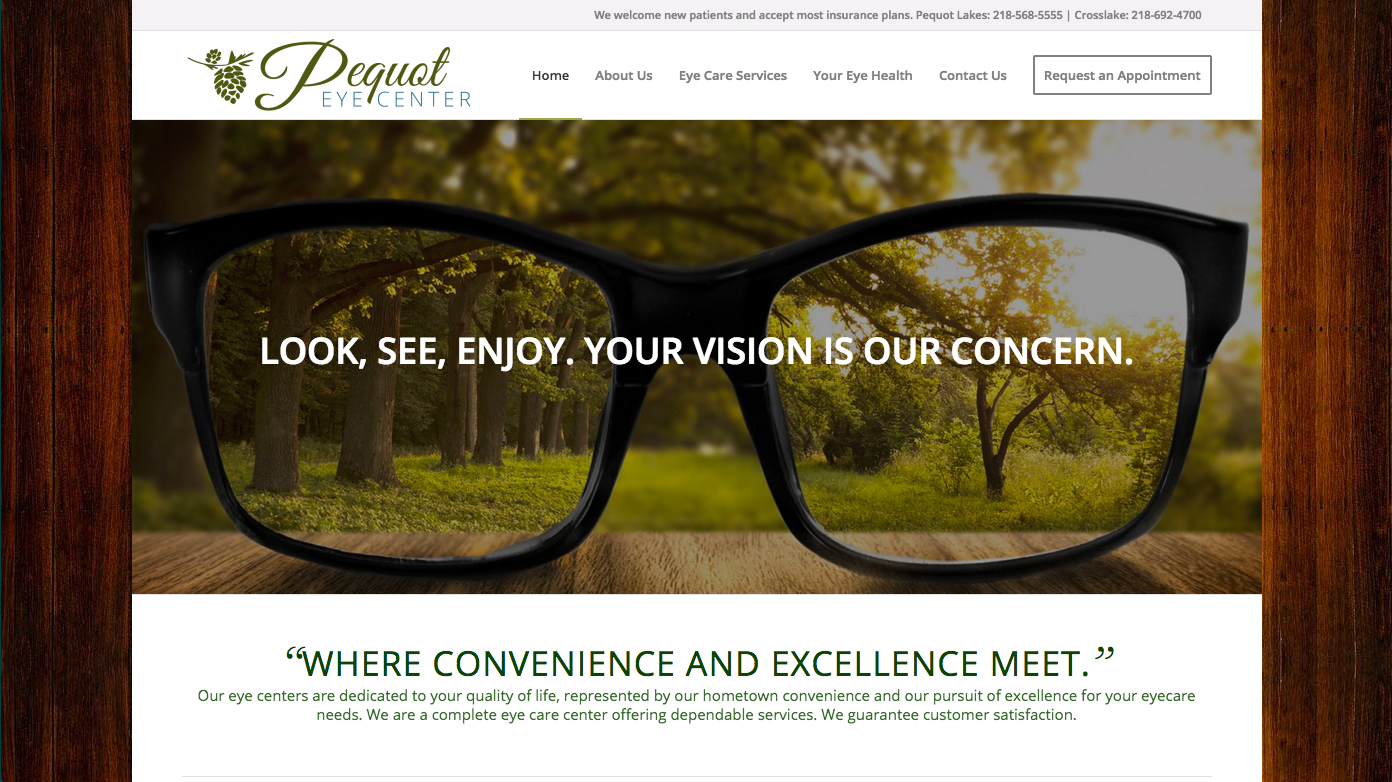 We welcome new patients and accept most insurance plans. Pequot Lakes: 218-568-5555 | Crosslake: 218-692-4700
Pequot
EYE CENTER
Home
About Us
Eye Care Services
Your Eye Health
Contact Us
Request an Appointment
LOOK, SEE, ENJOY. YOUR VISION IS OUR CONCERN.
“WHERE CONVENIENCE AND EXCELLENCE MEET.”
Our eye centers are dedicated to your quality of life, represented by our hometown convenience and our pursuit of excellence for your eyecare
needs. We are a complete eye care center offering dependable services. We guarantee customer satisfaction.